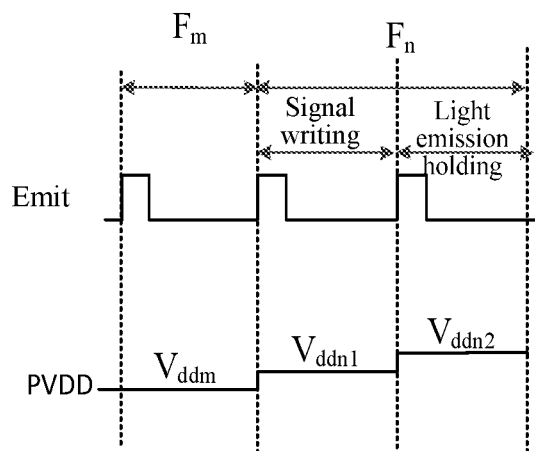 Fm
Fn
Signal
writing
Light
emission
holding
Emit
Vddm
Vddn1
Vddn2
PVDD